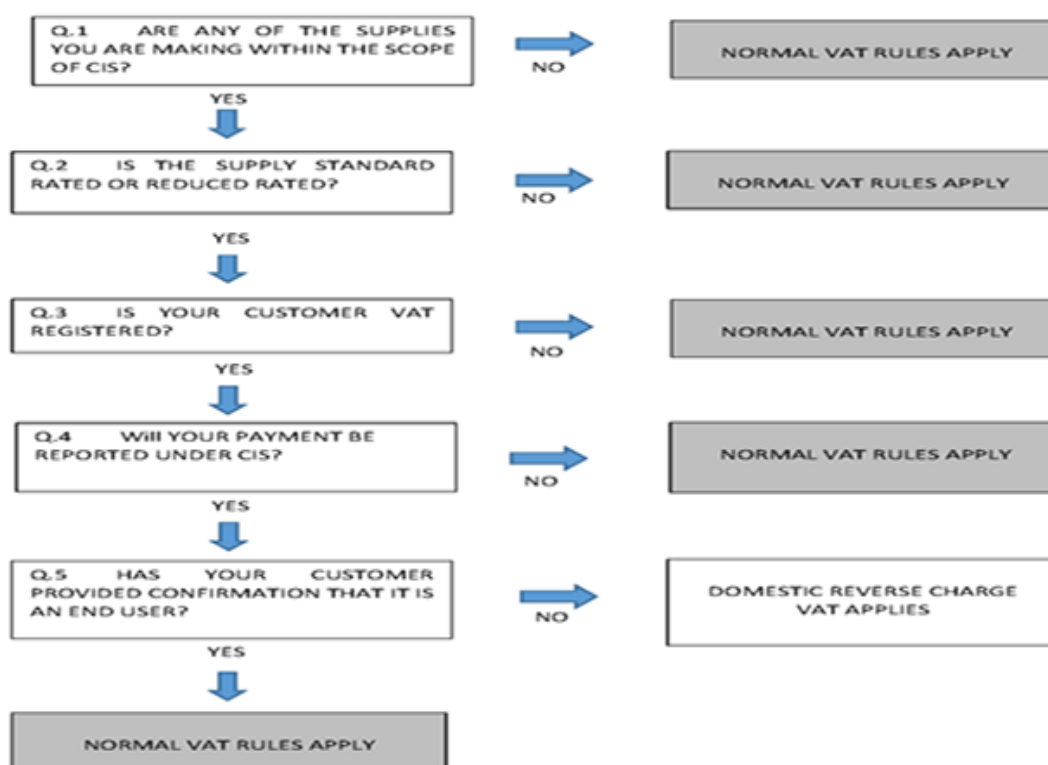 Q.1 ARE ANY OF THE SUPPLIES
YOU ARE MAKING WITHIN THE SCOPE
OF CIS?
NO
NORMAL VAT RULES APPLY
YES
Q.2 IS THE SUPPLY STANDARD
RATED OR REDUCED RATED?
NO
NORMAL VAT RULES APPLY
YES
Q.3 IS YOUR CUSTOMER VAT
REGISTERED?
NO
NORMAL VAT RULES APPLY
YES
Q.4 Will YOUR PAYMENT BE
REPORTED UNDER CIS?
NO
NORMAL VAT RULES APPLY
YES
Q.5 HAS YOUR CUSTOMER
PROVIDED CONFIRMATION THAT IT IS
AN END USER?
NO
DOMESTIC REVERSE CHARGE
VAT APPLIES
YES
NORMAL VAT RULES APPLY